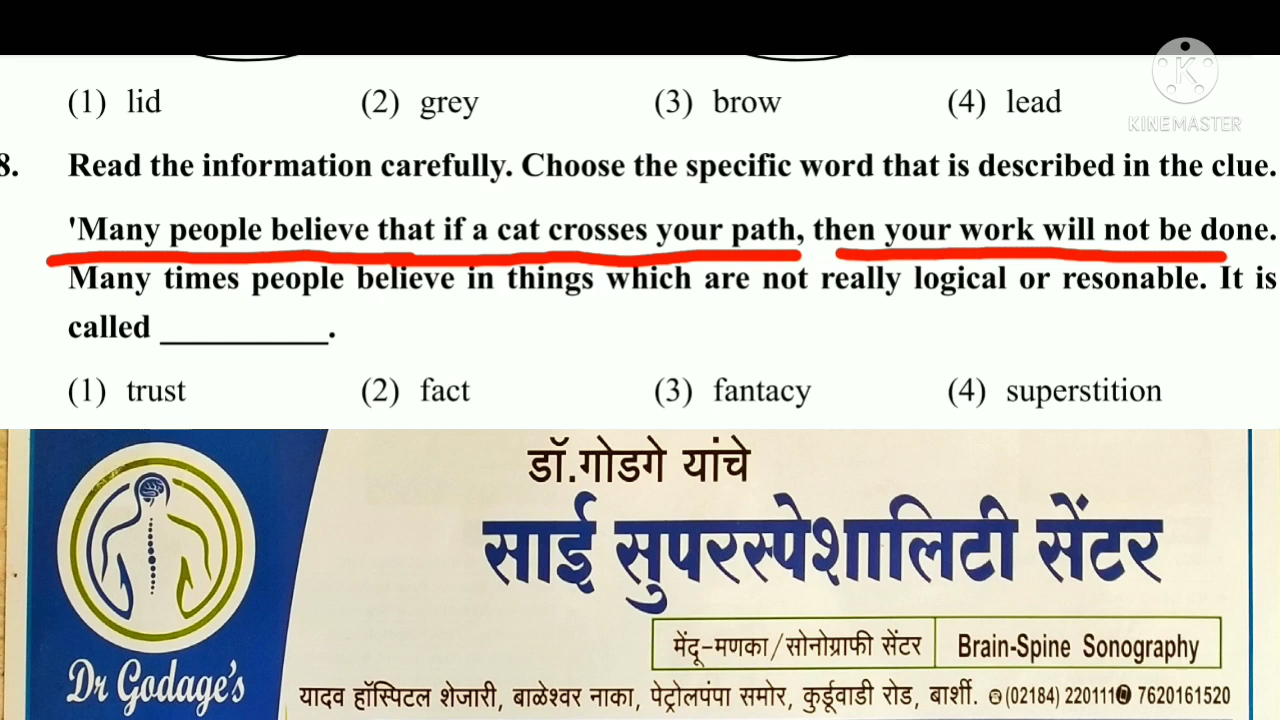 (1) lid (2) grey (3) brow (4) lead
KINEMASTER
8. Read the information carefully. Choose the specific word that is described in the clue.
'Many people believe that if a cat crosses your path, then your work will not be done.
Many times people believe in things which are not really logical or resonable. It is
called __________.
(1) trust (2) fact (3) fantacy (4) superstition
डॉ.गोडगे यांचे
साई सुपरस्पेशालिटी सेंटर
मेंदू-मणका/सोनोग्राफी सेंटर Brain-Spine Sonography
Dr Godage's
यादव हॉस्पिटल शेजारी, बाळेश्वर नाका, पेट्रोलपंपा समोर, कुर्डूवाडी रोड, बार्शी. (02184) 220111 7620161520